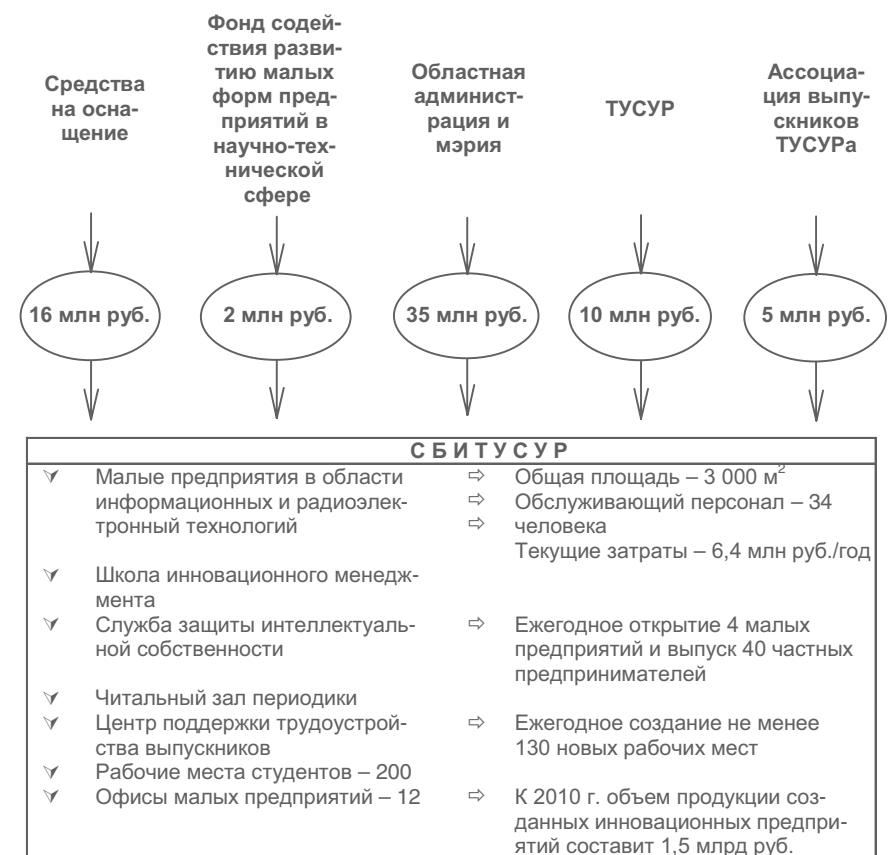 Средства
на осна-
щение
Фонд содей-
ствия разви-
тию малых
форм пред-
приятий в
научно-тех-
нической
сфере
Областная
админист-
рация и
мэрия
ТУСУР
Ассоциа-
ция выпу-
скников
ТУСУРа
16 млн руб.
2 млн руб.
35 млн руб.
10 млн руб.
5 млн руб.
С Б И Т У С У Р
Малые предприятия в области
информационных и радиоэлек-
тронный технологий
Школа инновационного менедж-
мента
Служба защиты интеллектуаль-
ной собственности
Читальный зал периодики
Центр поддержки трудоустрой-
ства выпускников
Рабочие места студентов – 200
Офисы малых предприятий – 12
Общая площадь – 3 000 м²
Обслуживающий персонал – 34
человека
Текущие затраты – 6,4 млн руб./год
Ежегодное открытие 4 малых
предприятий и выпуск 40 частных
предпринимателей
Ежегодное создание не менее
130 новых рабочих мест
К 2010 г. объем продукции соз-
данных инновационных предпри-
ятий составит 1,5 млрд руб.